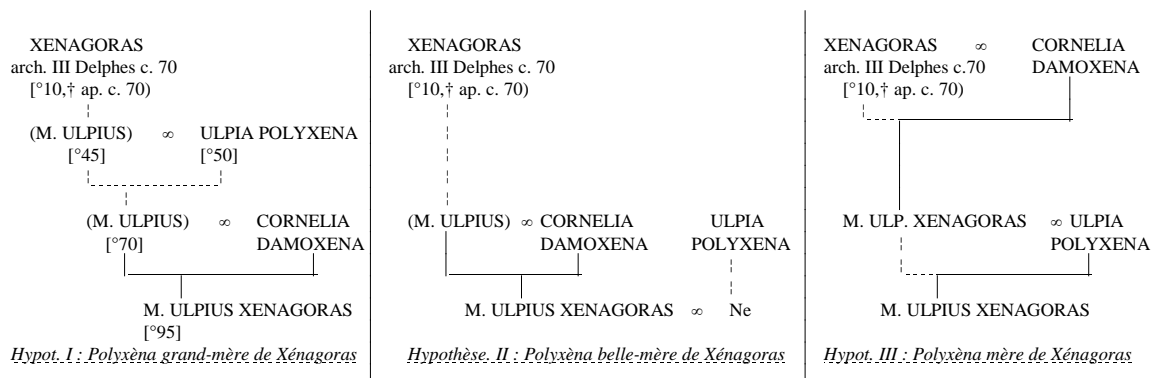 XENAGORAS
arch. III Delphes c. 70
[°10,† ap. c. 70)
(M. ULPIUS) ∞ ULPIA POLYXENA
[°45] [°50]
(M. ULPIUS) ∞ CORNELIA
[°70] DAMOXENA
M. ULPIUS XENAGORAS
[°95]
Hypot. I : Polyxèna grand-mère de Xénagoras
XENAGORAS
arch. III Delphes c. 70
[°10,† ap. c. 70)
(M. ULPIUS) ∞ CORNELIA ULPIA
DAMOXENA POLYXENA
M. ULPIUS XENAGORAS ∞ Ne
Hypothèse. II : Polyxèna belle-mère de Xénagoras
XENAGORAS ∞ CORNELIA
arch. III Delphes c.70 DAMOXENA
[°10,† ap. c. 70)
M. ULP. XENAGORAS ∞ ULPIA
POLYXENA
M. ULPIUS XENAGORAS
Hypot. III : Polyxèna mère de Xénagoras